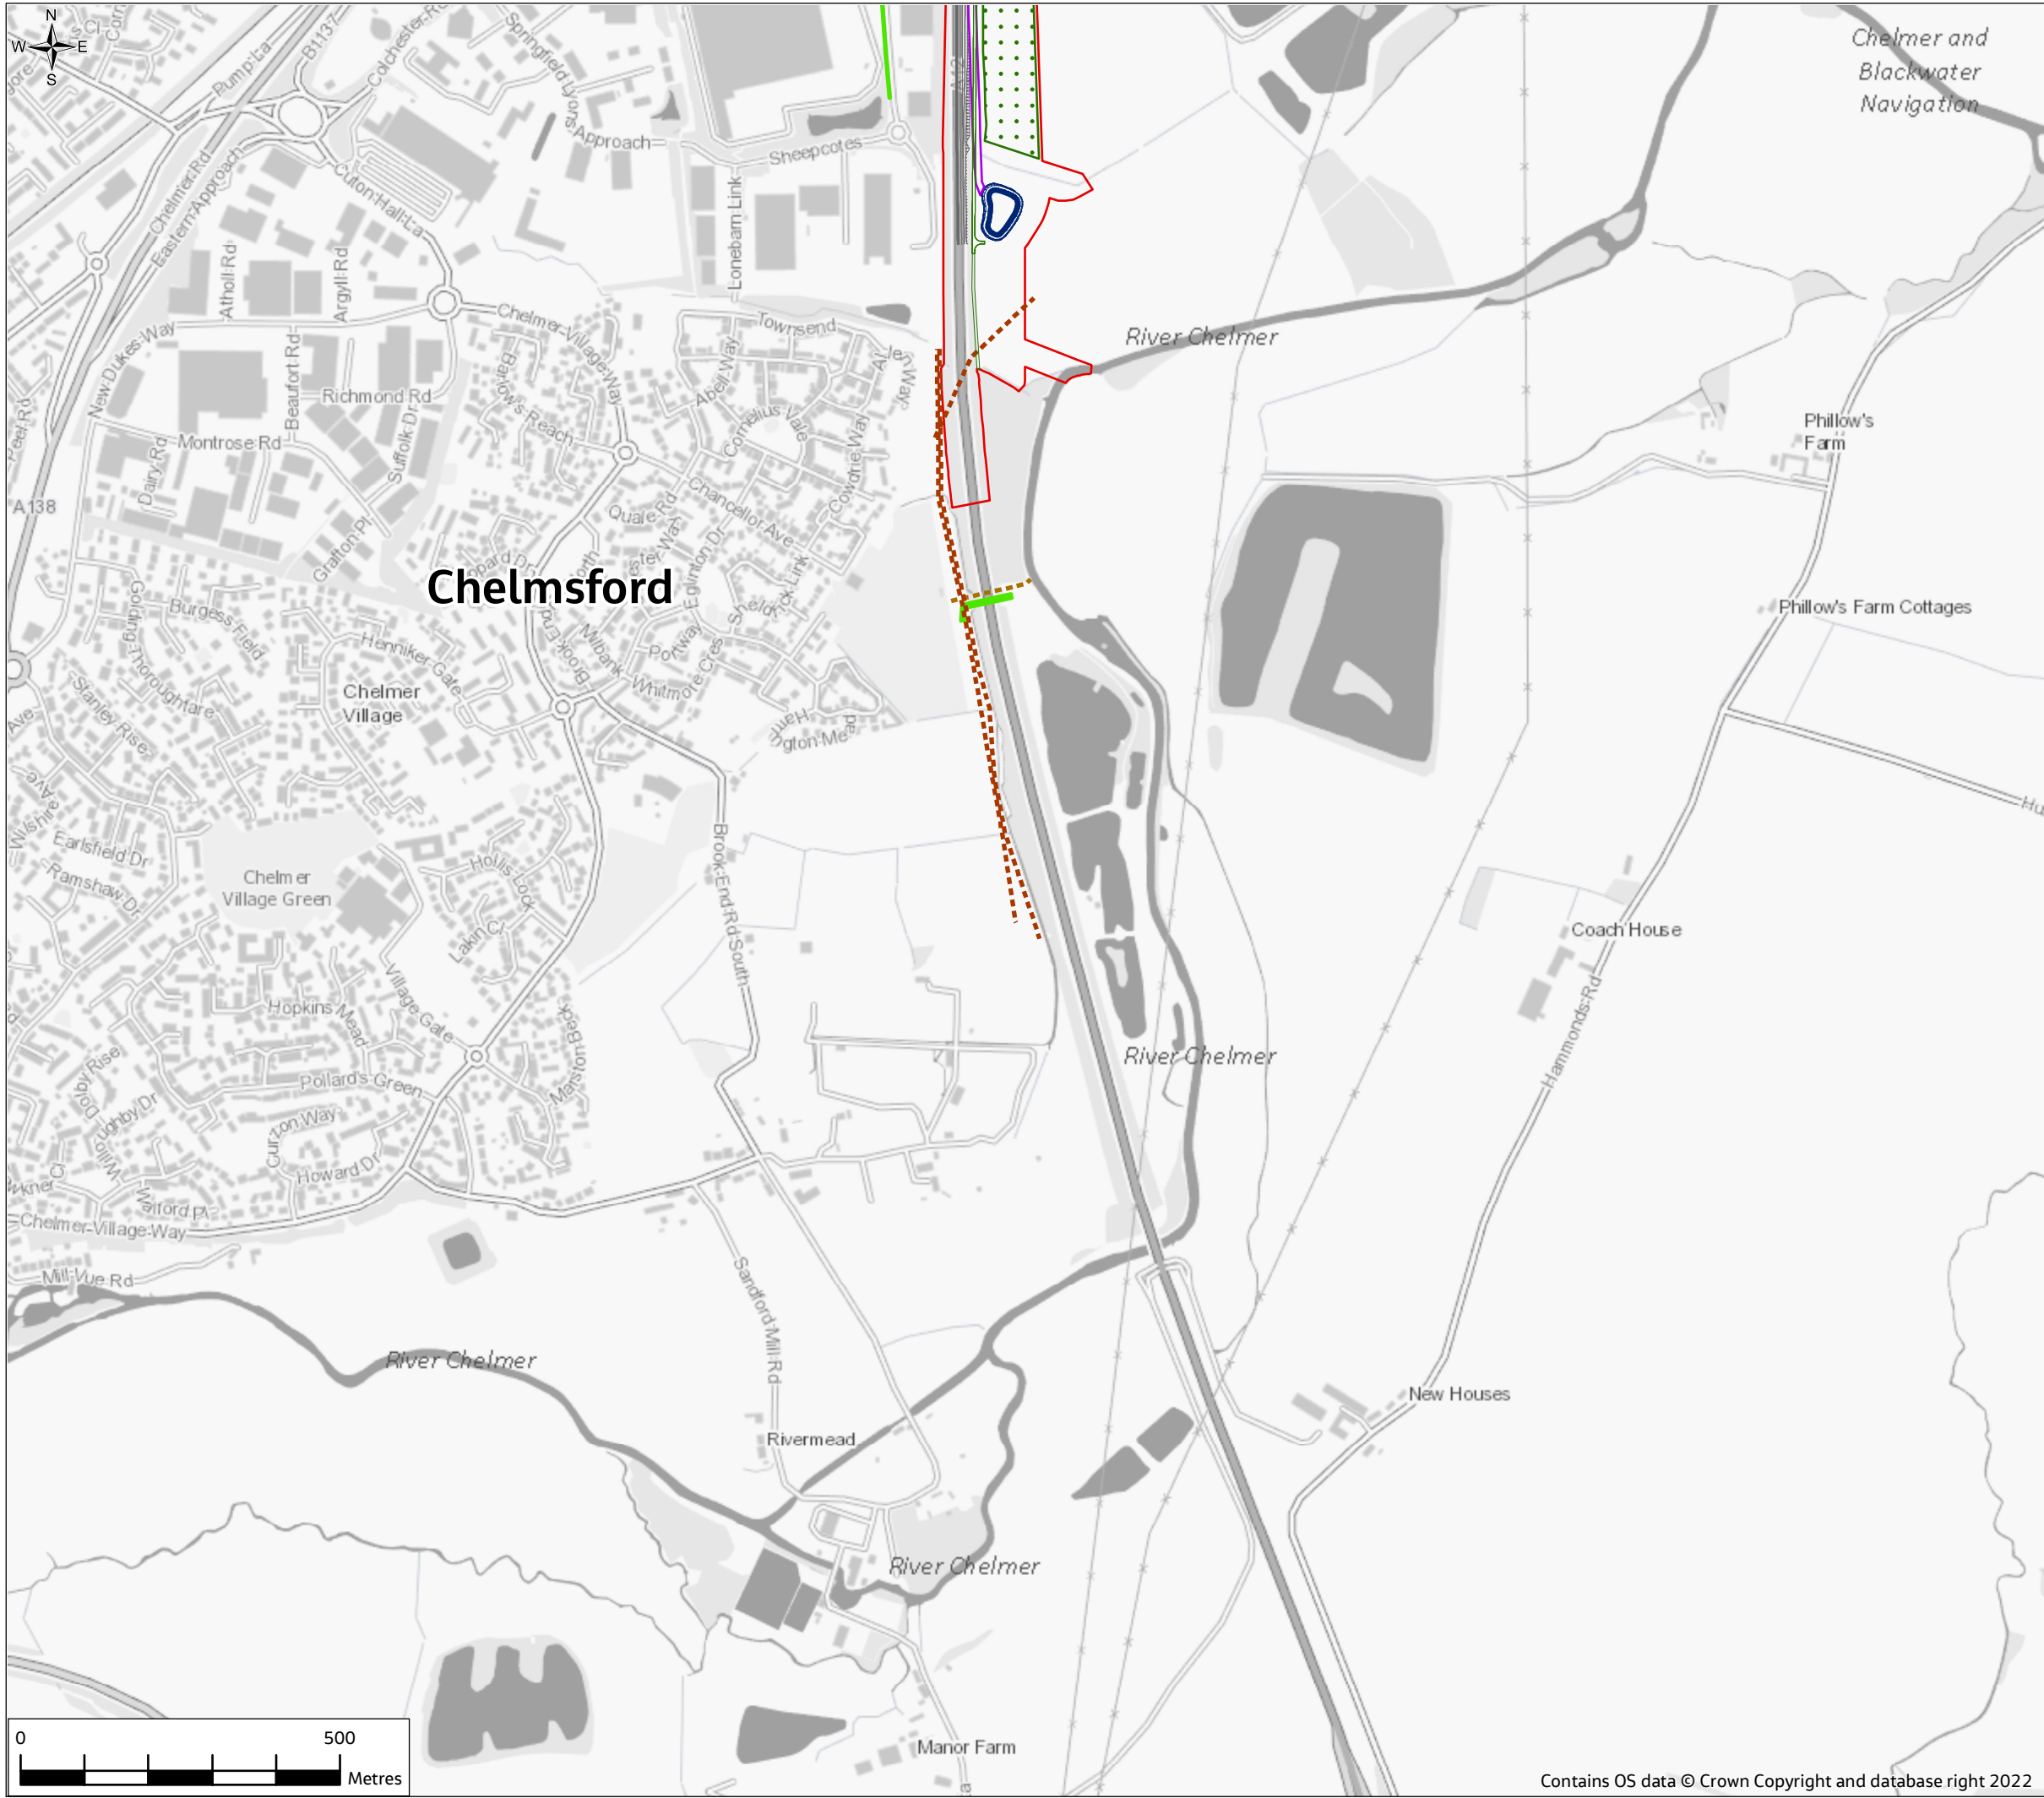 N
W
E
S
Pump La
B1137
Springfield Lyons
Approach
Chelmer and
Blackwater
Navigation
A12
Sheepcotes
Chelmer Rd
Eastern Approach
Cuton Hall La
Lonebarn Link
Atholl Rd
Argyll Rd
New Dukes Way
Beaufort Rd
Chelmer Village Way
Townsend
River Chelmer
Richmond Rd
Barlow's Reach
Abell Way
Cornelius Vale
Peel Rd
Montrose Rd
Dairy Rd
Suffolk Dr
Cowdrie Way
Phillow's
Farm
A138
Grafton Pl
Quale Rd
Chancellor Ave
Chelmsford
Eglinton Dr
Phillow's Farm Cottages
Burgess Field
Goldings
Thoroughfare
Henniker Gate
Milbank
Portway
Whitmore Cres
Chelmer
Village
Stanley Rise
Brook End Rd South
Earlsfield Dr
Ramshaw Dr
Chelmer
Village Green
Hollis Lock
Lakin Cl
Coach House
Village Gate
Hopkins Mead
Marston Beck
River Chelmer
Hammonds Rd
Pollard's Green
Curzon Way
Howard Dr
Chelmer Village Way
Mill Vue Rd
Sandford Mill Rd
River Chelmer
New Houses
Rivermead
River Chelmer
Manor Farm
0
500
Metres
Contains OS data © Crown Copyright and database right 2022